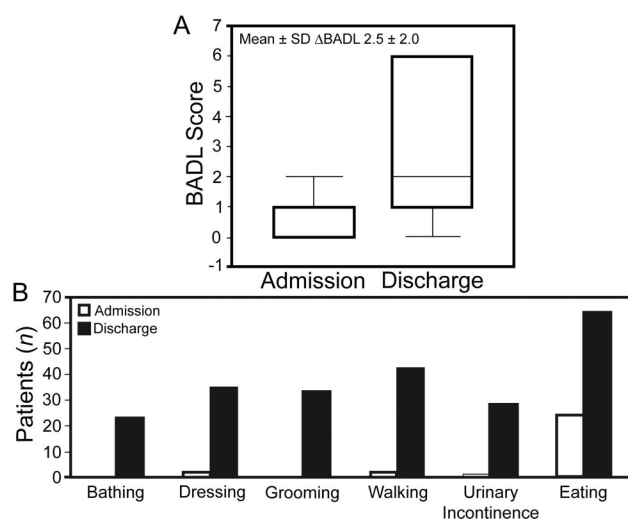 A
Mean ± SD ΔBADL 2.5 ± 2.0
BADL Score
7
6
5
4
3
2
1
0
-1
Admission
Discharge
B
Admission
Discharge
Patients (n)
70
60
50
40
30
20
10
0
Bathing
Dressing
Grooming
Walking
Urinary
Incontinence
Eating